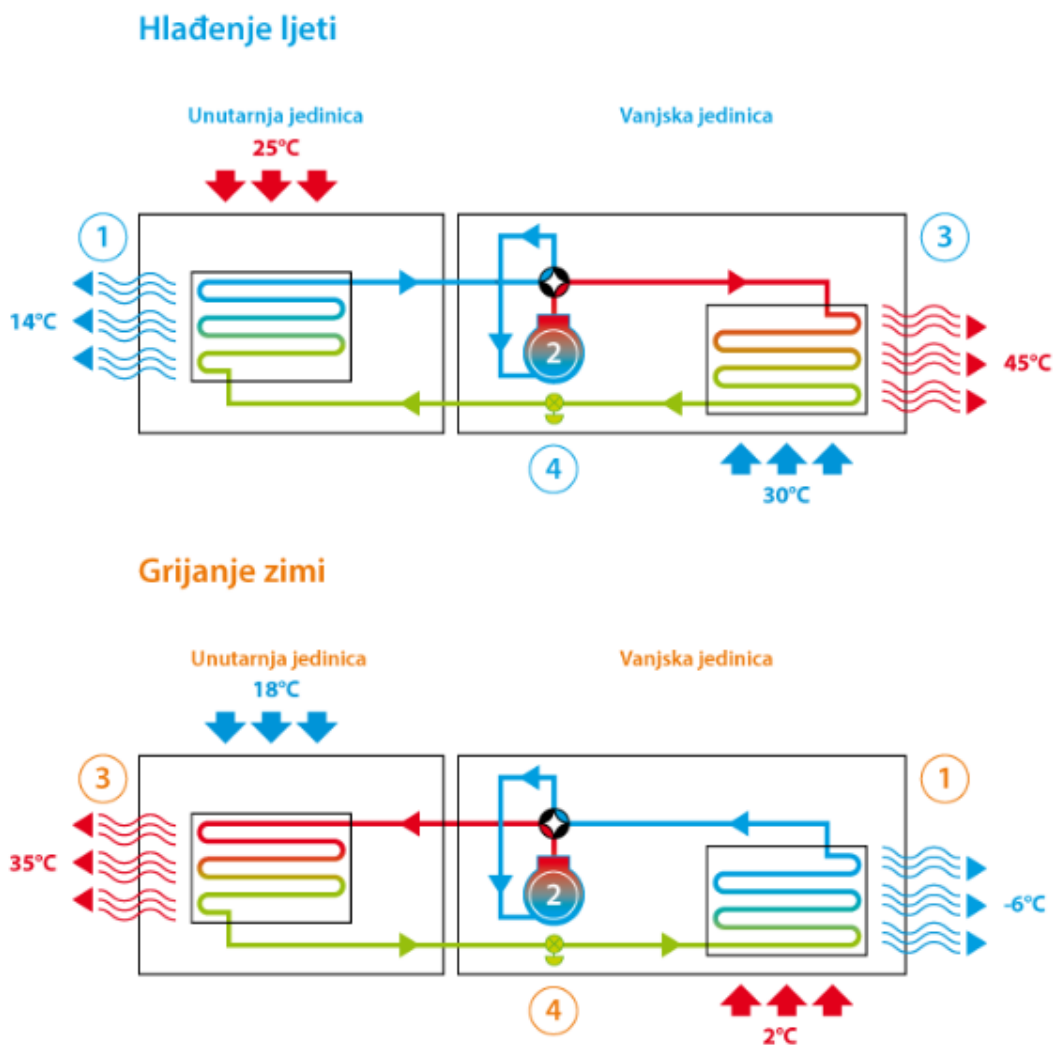 Hlađenje ljeti
Unutarnja jedinica
Vanjska jedinica
25°C
1
3
14°C
2
45°C
4
30°C
Grijanje zimi
Unutarnja jedinica
Vanjska jedinica
18°C
3
1
35°C
2
-6°C
4
2°C